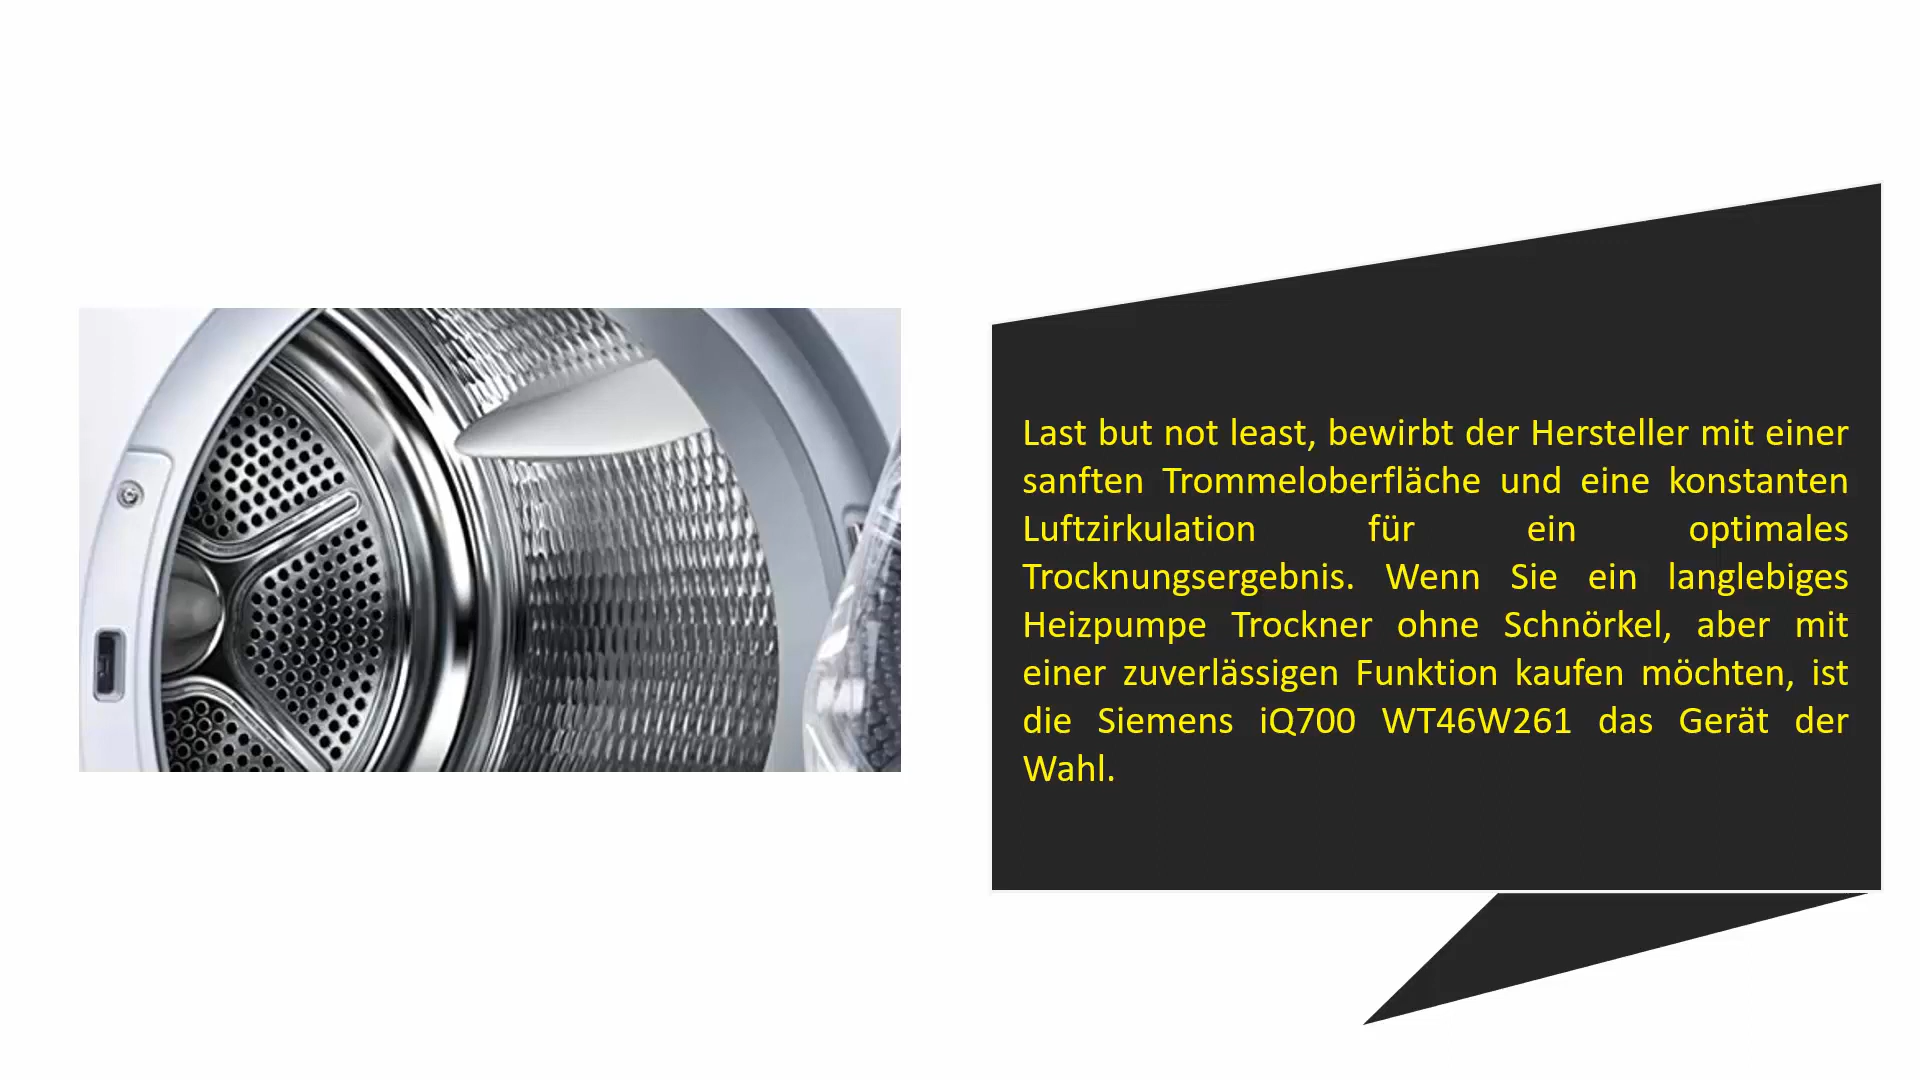 Last but not least, bewirbt der Hersteller mit einer
sanften Trommeloberfläche und eine konstanten
Luftzirkulation für ein optimales
Trocknungsergebnis. Wenn Sie ein langlebiges
Heizpumpe Trockner ohne Schnörkel, aber mit
einer zuverlässigen Funktion kaufen möchten, ist
die Siemens iQ700 WT46W261 das Gerät der
Wahl.